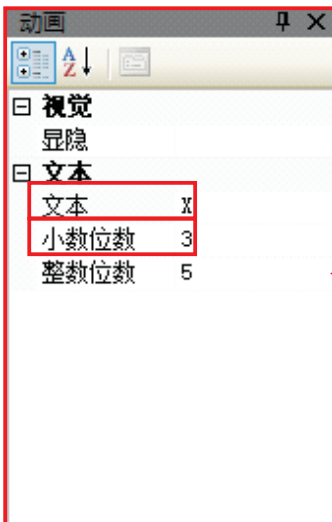 动画
视觉
显隐
文本
文本 X
小数位数 3
整数位数 5